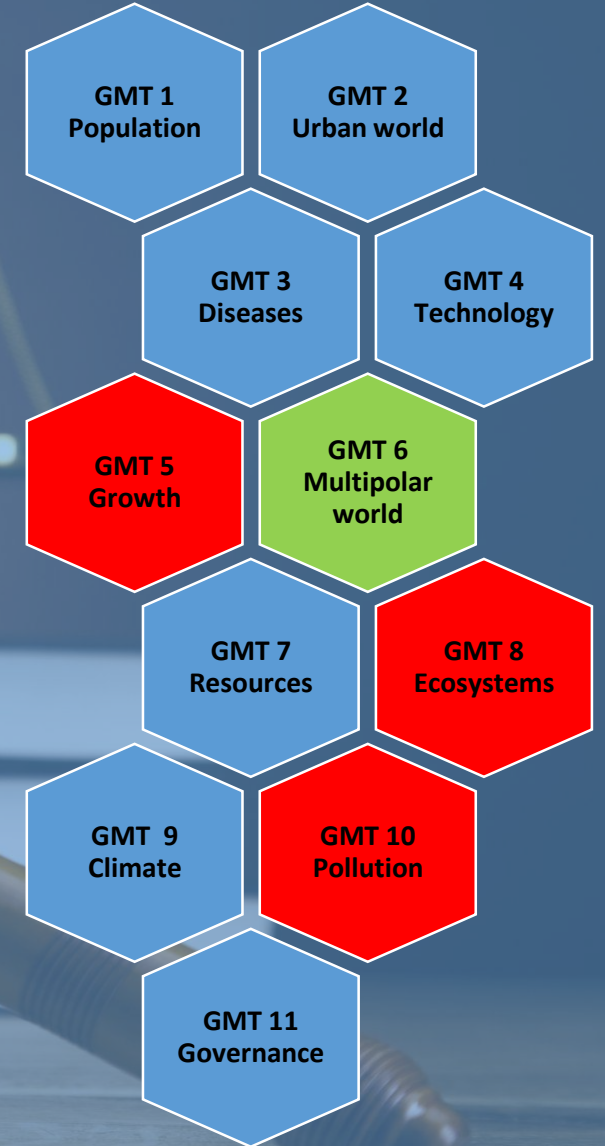 GMT 1
Population
GMT 2
Urban world
GMT 3
Diseases
GMT 4
Technology
GMT 5
Growth
GMT 6
Multipolar
world
GMT 7
Resources
GMT 8
Ecosystems
GMT 9
Climate
GMT 10
Pollution
GMT 11
Governance